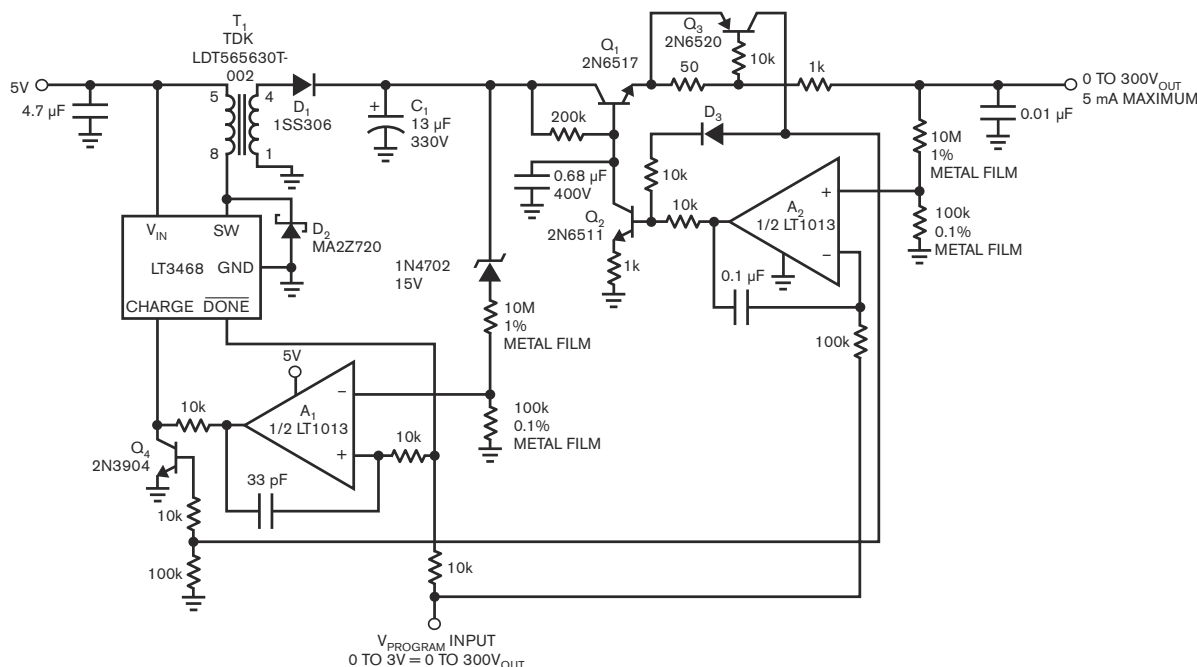 T1
TDK
LDT565630T-
002
5V
4.7 µF
5
4
8
1
D1
1SS306
+
C1
13 µF
330V
Q1
2N6517
Q3
2N6520
10k
50
1k
0 TO 300VOUT
5 mA MAXIMUM
0.01 µF
200k
D3
10M
1%
METAL FILM
0.68 µF
400V
10k
Q2
2N6511
10k
A2
1/2 LT1013
+
−
100k
0.1%
METAL FILM
1k
0.1 µF
100k
VIN
SW
LT3468
GND
CHARGE
DONE
D2
MA2Z720
1N4702
15V
10M
1%
METAL FILM
5V
10k
A1
1/2 LT1013
−
+
10k
100k
0.1%
METAL FILM
Q4
2N3904
33 pF
10k
100k
10k
VPROGRAM INPUT
0 TO 3V = 0 TO 300VOUT